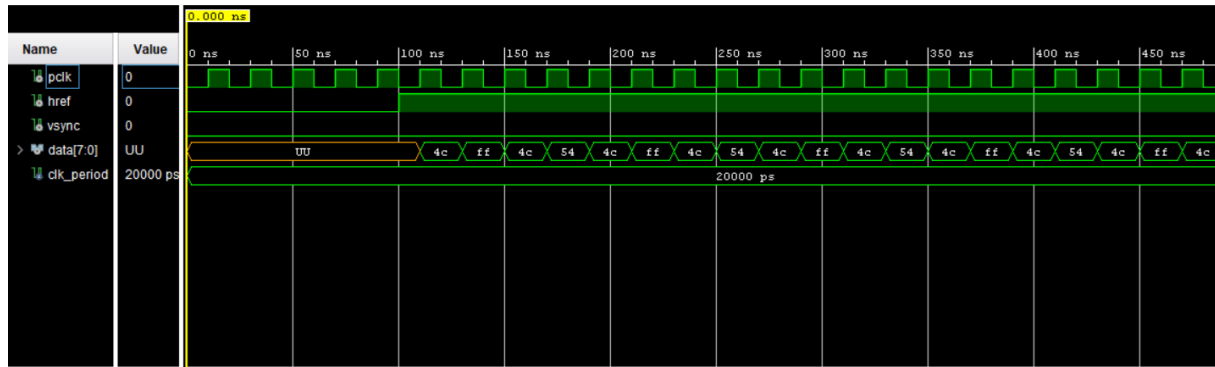 0.000 ns
Name Value
0 ns 50 ns 100 ns 150 ns 200 ns 250 ns 300 ns 350 ns 400 ns 450 ns
pclk 0
href 0
vsync 0
data[7:0] UU UU 4c ff 4c 54 4c ff 4c 54 4c ff 4c 54 4c ff 4c 54 4c ff 4c
clk_period 20000 ps 20000 ps